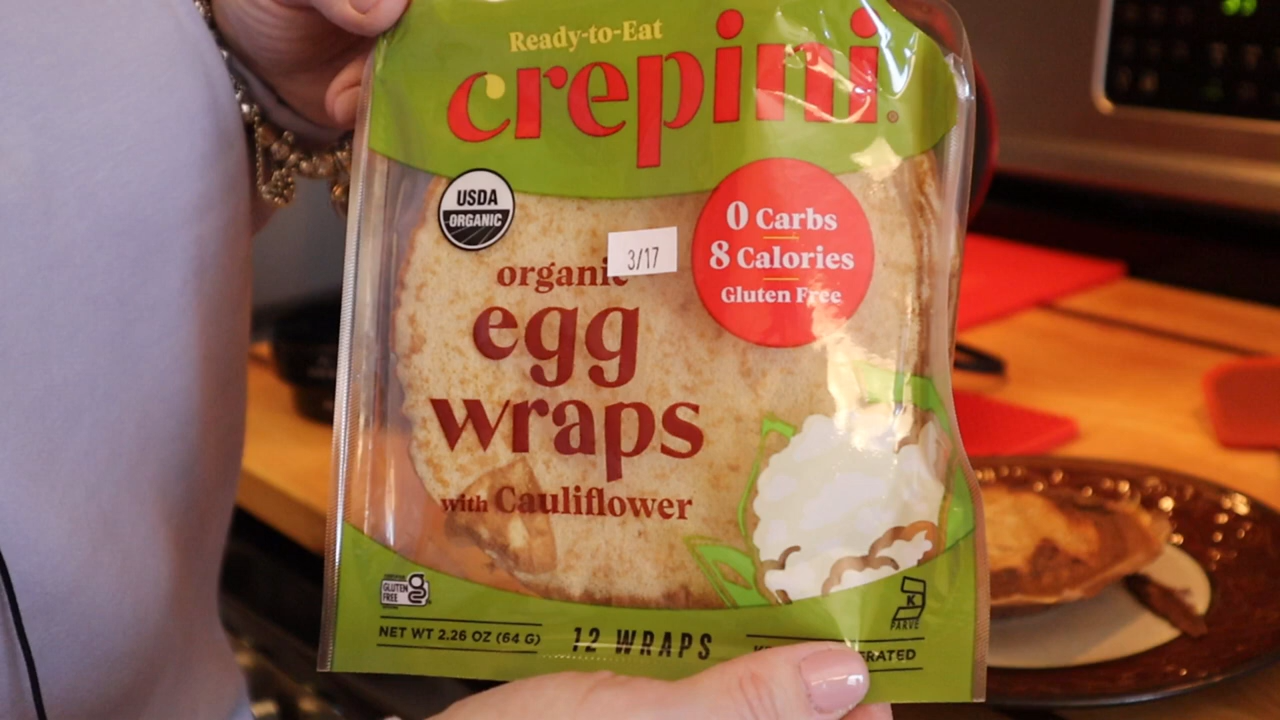 Ready-to-Eat
crepini®
USDA
ORGANIC
0 Carbs
8 Calories
Gluten Free
3/17
organic
egg
wraps
with Cauliflower
GLUTEN
FREE
K
PARVE
NET WT 2.26 OZ (64 G)
12 WRAPS